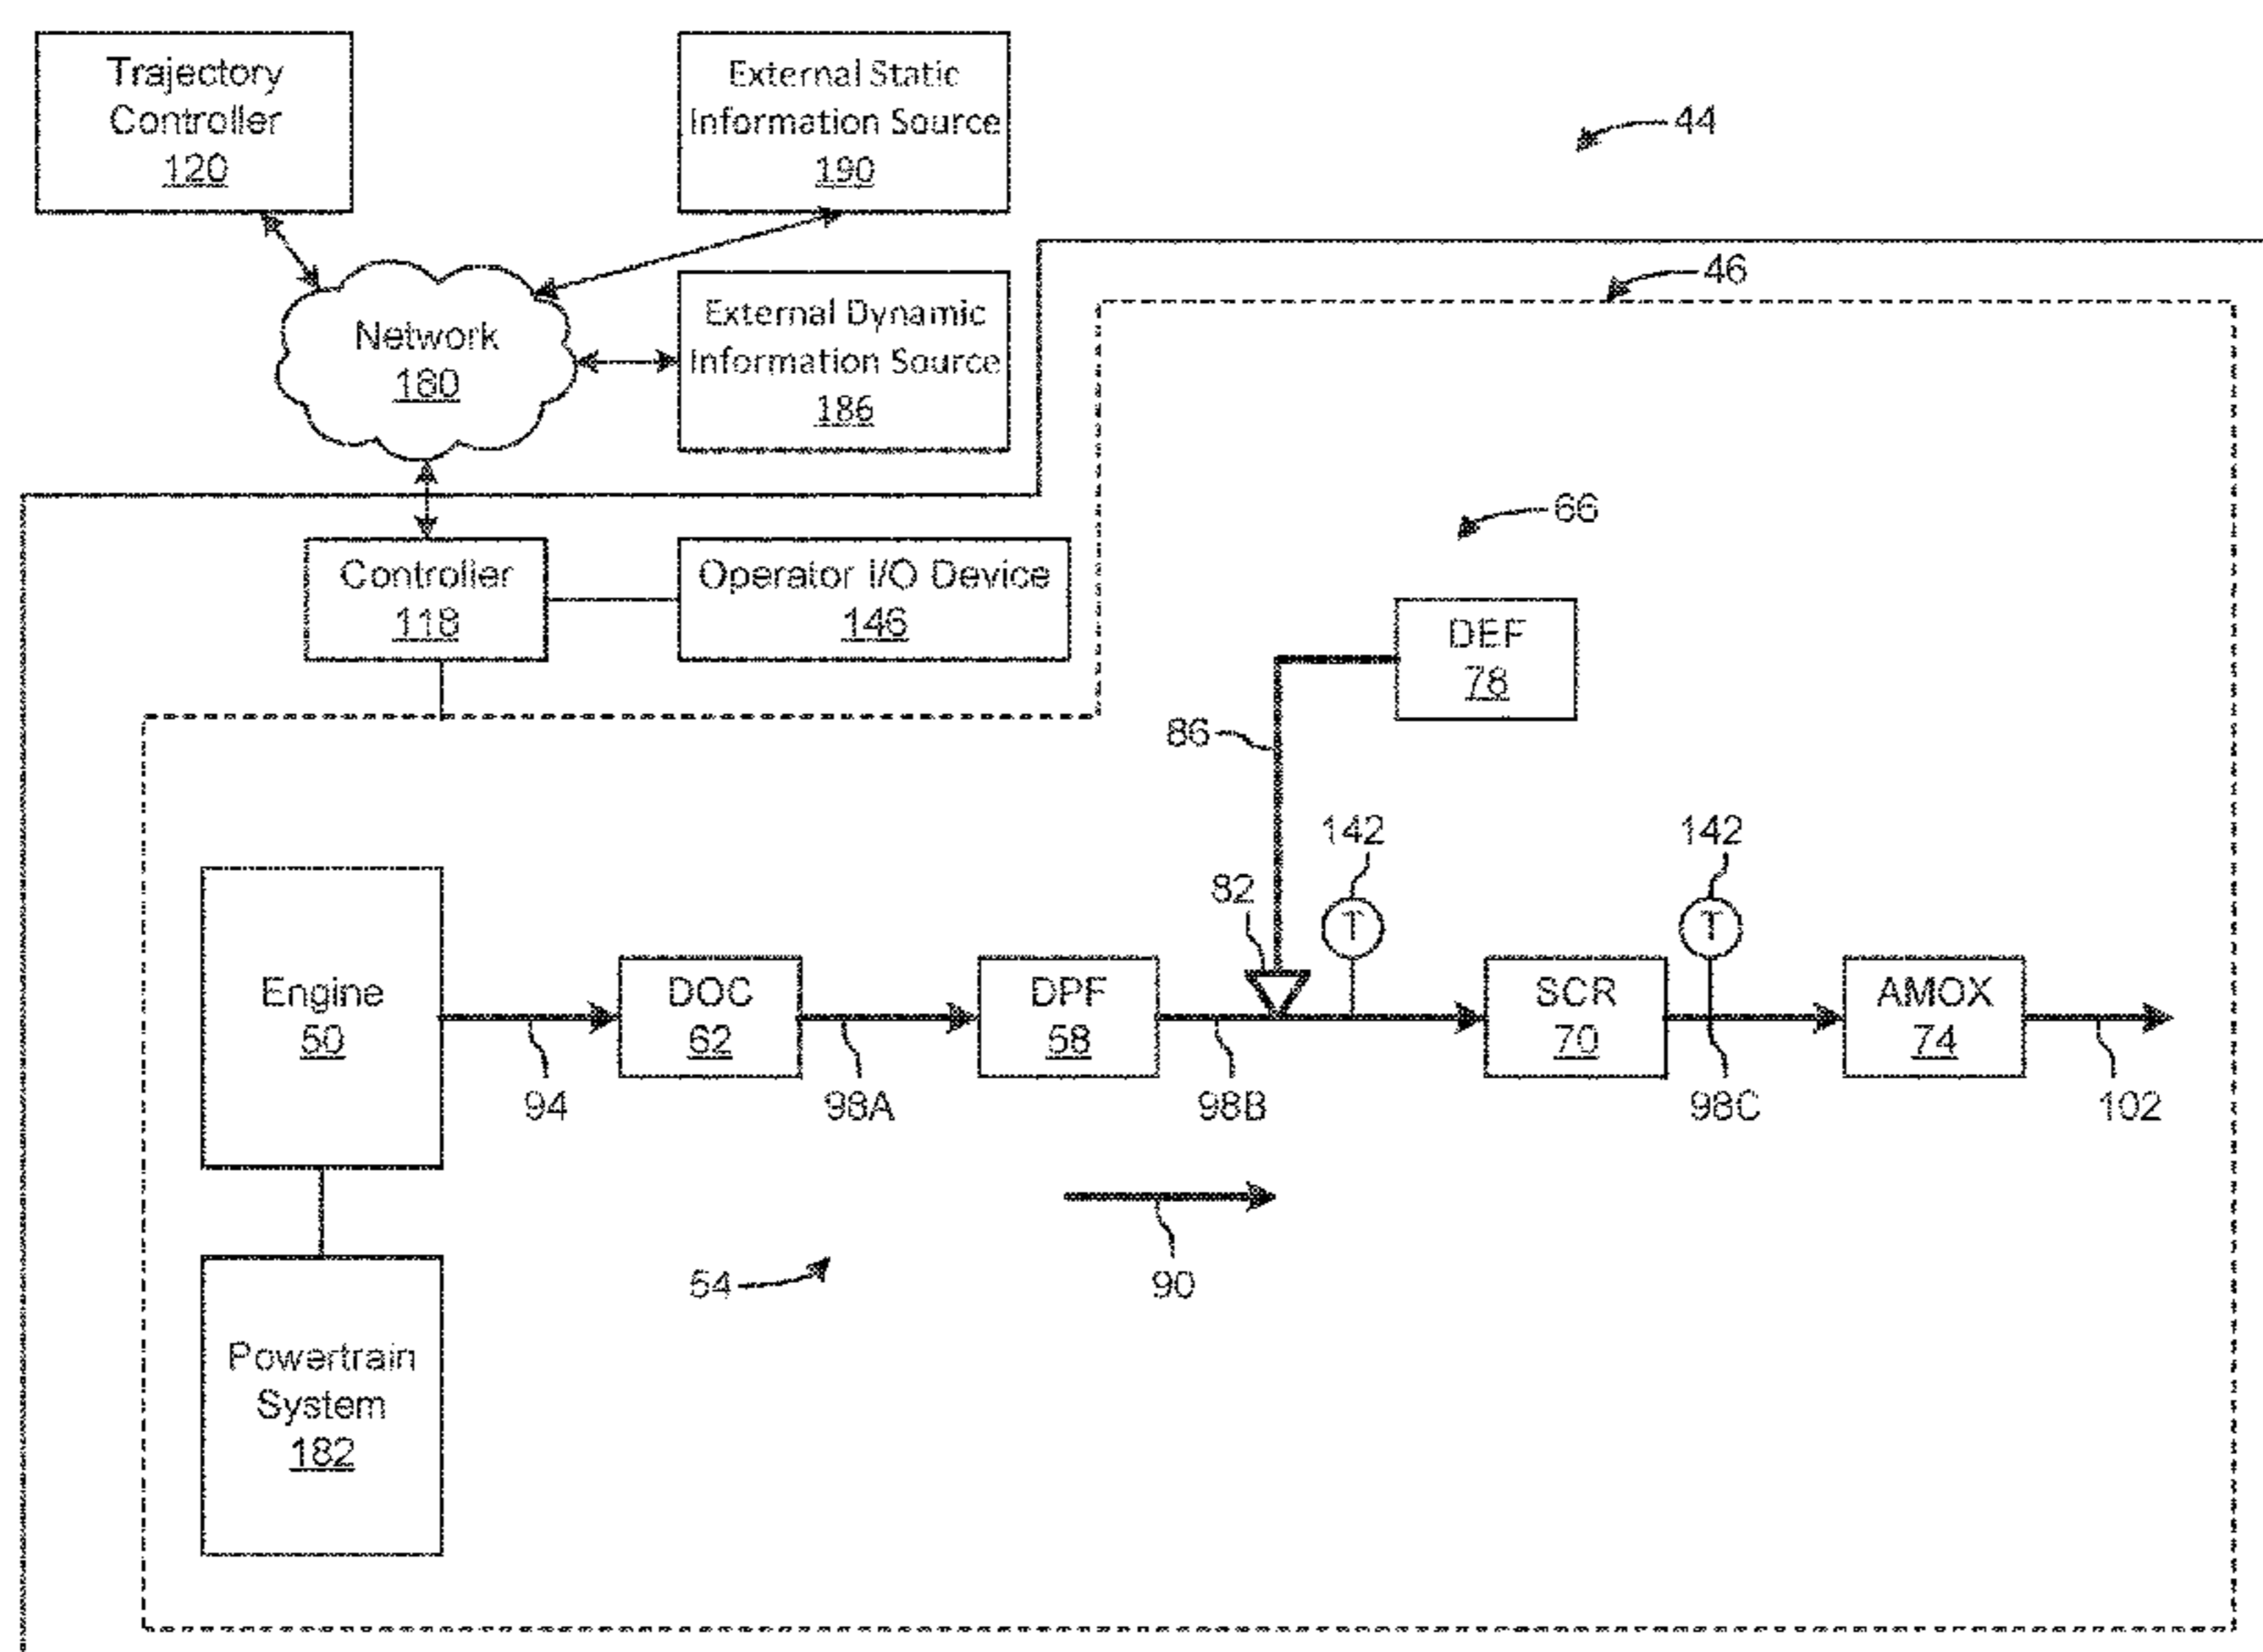 Trajectory
Controller
120
External Static
Information Source
190
44
46
Network
180
External Dynamic
Information Source
186
66
Controller
118
Operator I/O Device
146
DEF
78
86
142
142
82
Engine
50
DOC
62
DPF
58
SCR
70
AMOX
74
94
98A
98B
98C
102
90
54
Powertrain
System
182